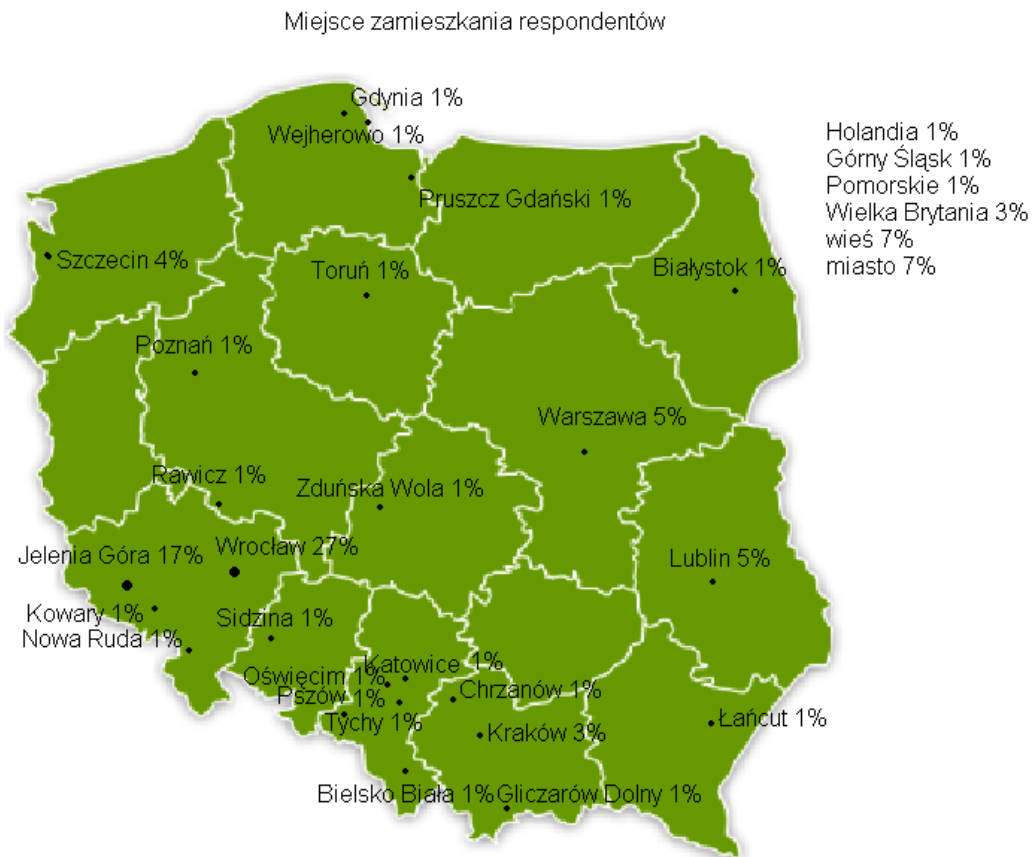 Miejsce zamieszkania respondentów
Gdynia 1%
Wejherowo 1%
Pruszcz Gdański 1%
Holandia 1%
Górny Śląsk 1%
Pomorskie 1%
Wielka Brytania 3%
wieś 7%
miasto 7%
Szczecin 4%
Toruń 1%
Białystok 1%
Poznań 1%
Warszawa 5%
Rawicz 1%
Zduńska Wola 1%
Jelenia Góra 17%
Wrocław 27%
Lublin 5%
Kowary 1%
Sidzina 1%
Nowa Ruda 1%
Katowice 1%
Oświęcim 1%
Pszów 1%
Chrzanów 1%
Tychy 1%
Kraków 3%
Łańcut 1%
Bielsko Biała 1%
Gliczarów Dolny 1%